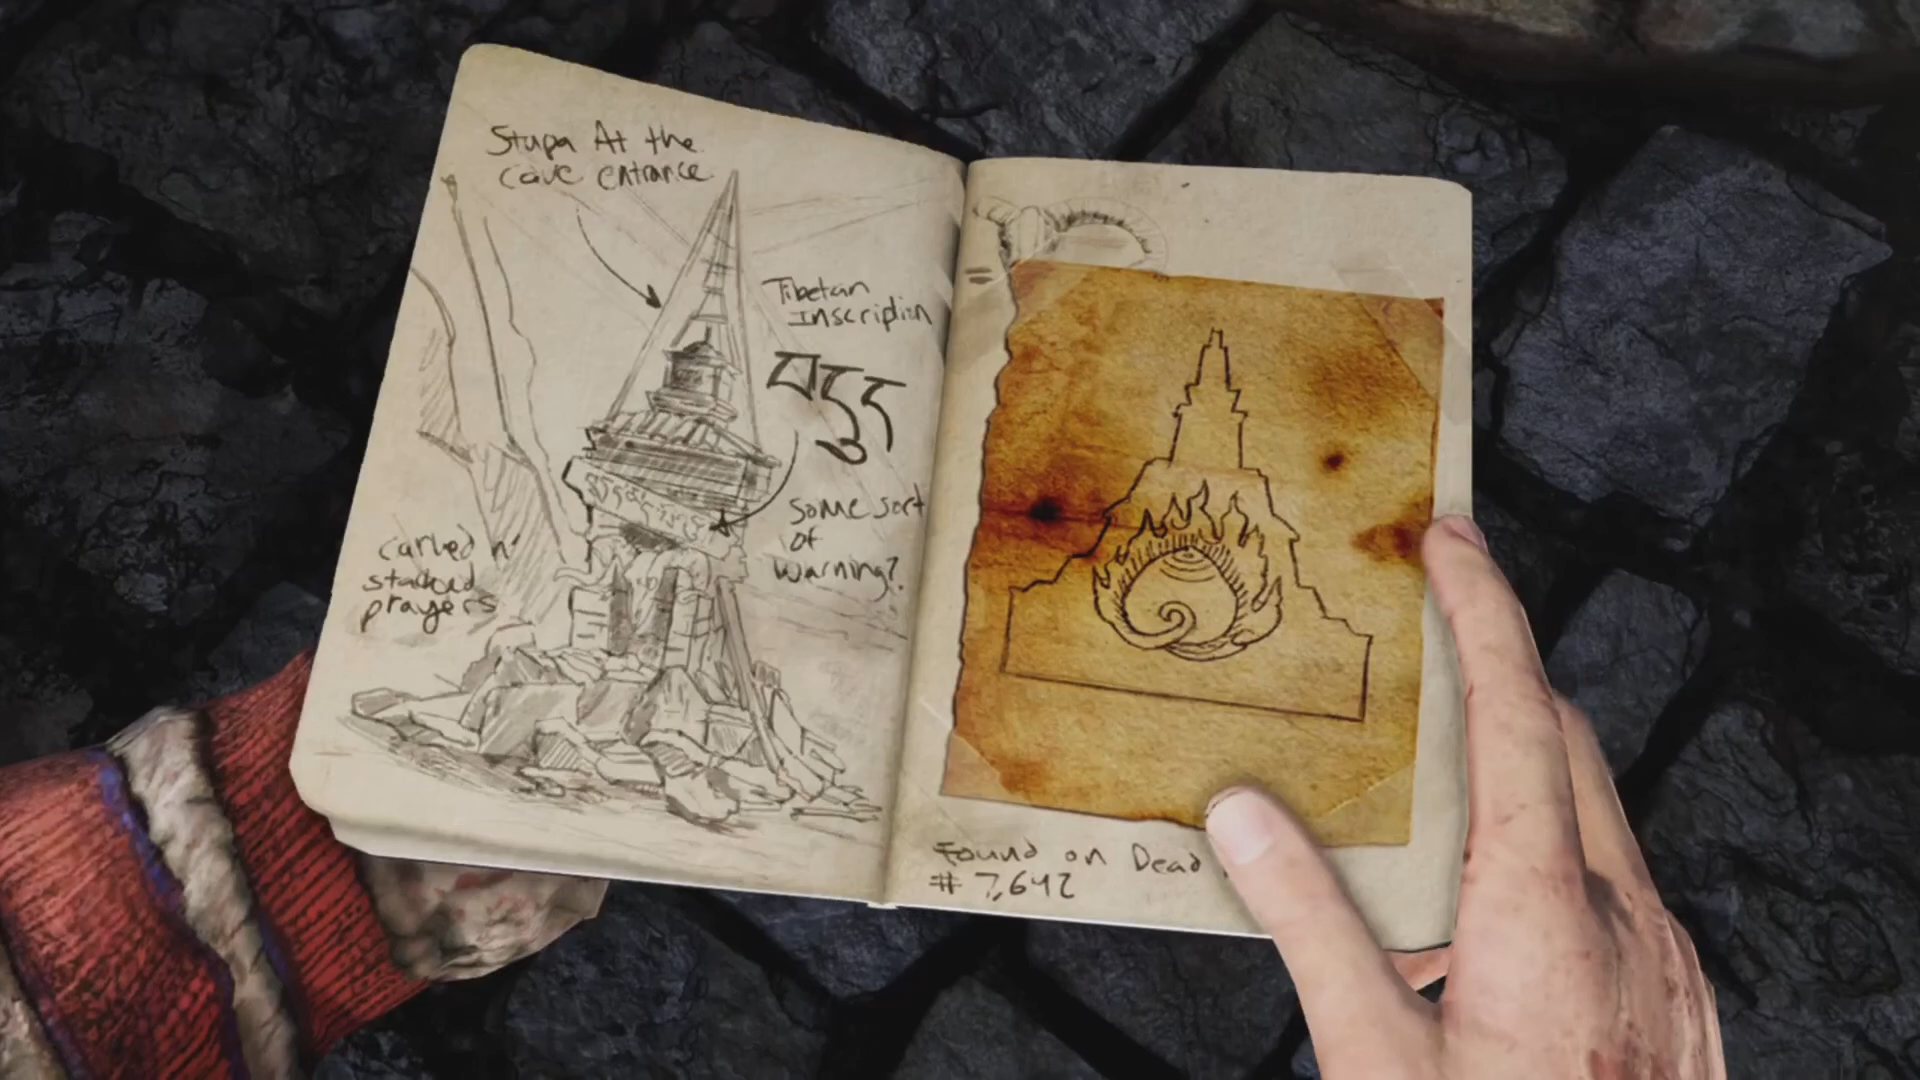 Stupa At the
cave entrance
Tibetan
Inscription
some sort
of
warning?
carved n'
stacked
prayers
Found on Dead
# 7,642